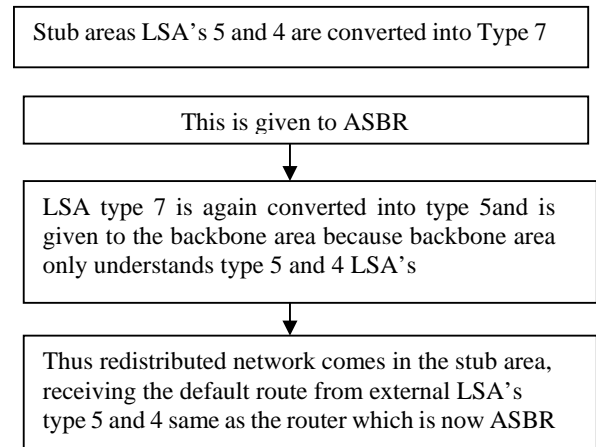 Stub areas LSA's 5 and 4 are converted into Type 7
This is given to ASBR
LSA type 7 is again converted into type 5and is
given to the backbone area because backbone area
only understands type 5 and 4 LSA's
Thus redistributed network comes in the stub area,
receiving the default route from external LSA's
type 5 and 4 same as the router which is now ASBR